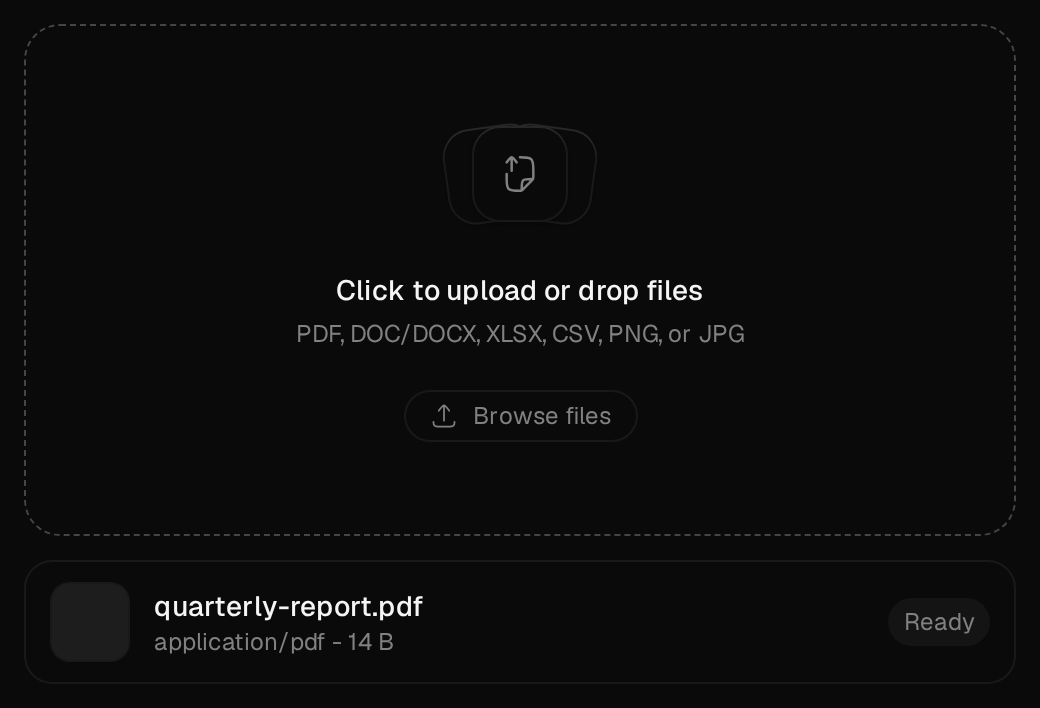 Click to upload or drop files
PDF, DOC/DOCX, XLSX, CSV, PNG, or JPG
Browse files
quarterly-report.pdf
application/pdf - 14 B
Ready